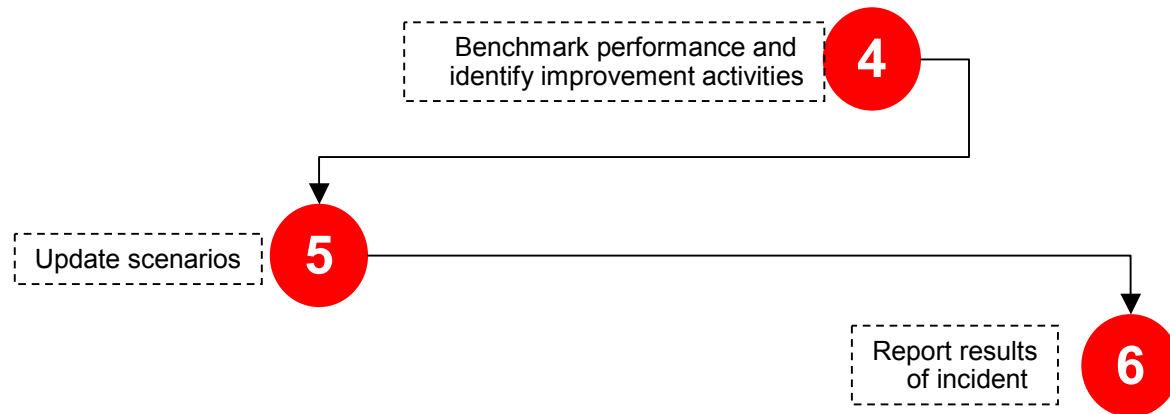 Benchmark performance and
identify improvement activities
4
Update scenarios
5
Report results
of incident
6